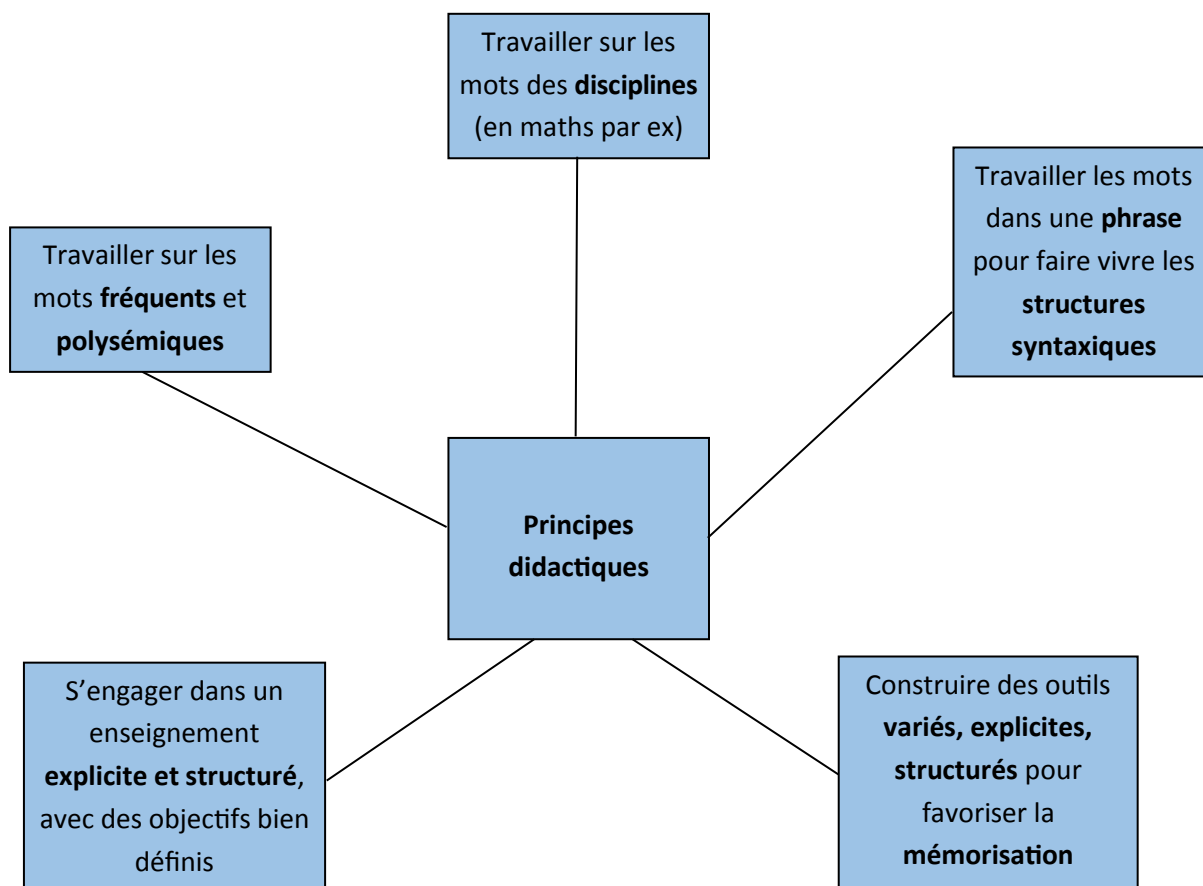 Travailler sur les
mots des disciplines
(en maths par ex)
Travailler les mots
dans une phrase
pour faire vivre les
structures
syntaxiques
Travailler sur les
mots fréquents et
polysémiques
Principes
didactiques
S’engager dans un
enseignement
explicite et structuré,
avec des objectifs bien
définis
Construire des outils
variés, explicites,
structurés pour
favoriser la
mémorisation